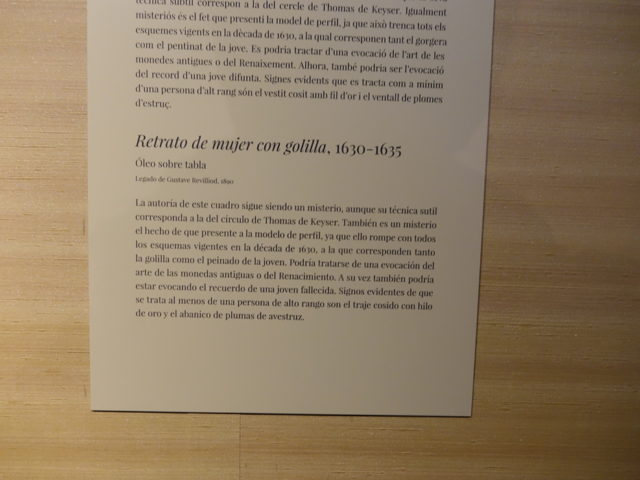 tècnica subtil correspon a la del cercle de Thomas de Keyser. Igualment
misteriós és el fet que presenti la model de perfil, ja que això trenca tots els
esquemes vigents en la dècada de 1630, a la qual corresponen tant el gorgera
com el pentinat de la jove. Es podria tractar d'una evocació de l'art de les
monedes antigues o del Renaixement. Alhora, també podria ser l'evocació
del record d'una jove difunta. Signes evidents que es tracta com a mínim
d'una persona d'alt rang són el vestit cosit amb fil d'or i el ventall de plomes
d'estruç.
Retrato de mujer con golilla, 1630-1635
Óleo sobre tabla
Legado de Gustave Revilliod, 1890
La autoría de este cuadro sigue siendo un misterio, aunque su técnica sutil
corresponda a la del círculo de Thomas de Keyser. También es un misterio
el hecho de que presente a la modelo de perfil, ya que ello rompe con todos
los esquemas vigentes en la década de 1630, a la que corresponden tanto
la golilla como el peinado de la joven. Podría tratarse de una evocación del
arte de las monedas antiguas o del Renacimiento. A su vez también podría
estar evocando el recuerdo de una joven fallecida. Signos evidentes de que
se trata al menos de una persona de alto rango son el traje cosido con hilo
de oro y el abanico de plumas de avestruz.